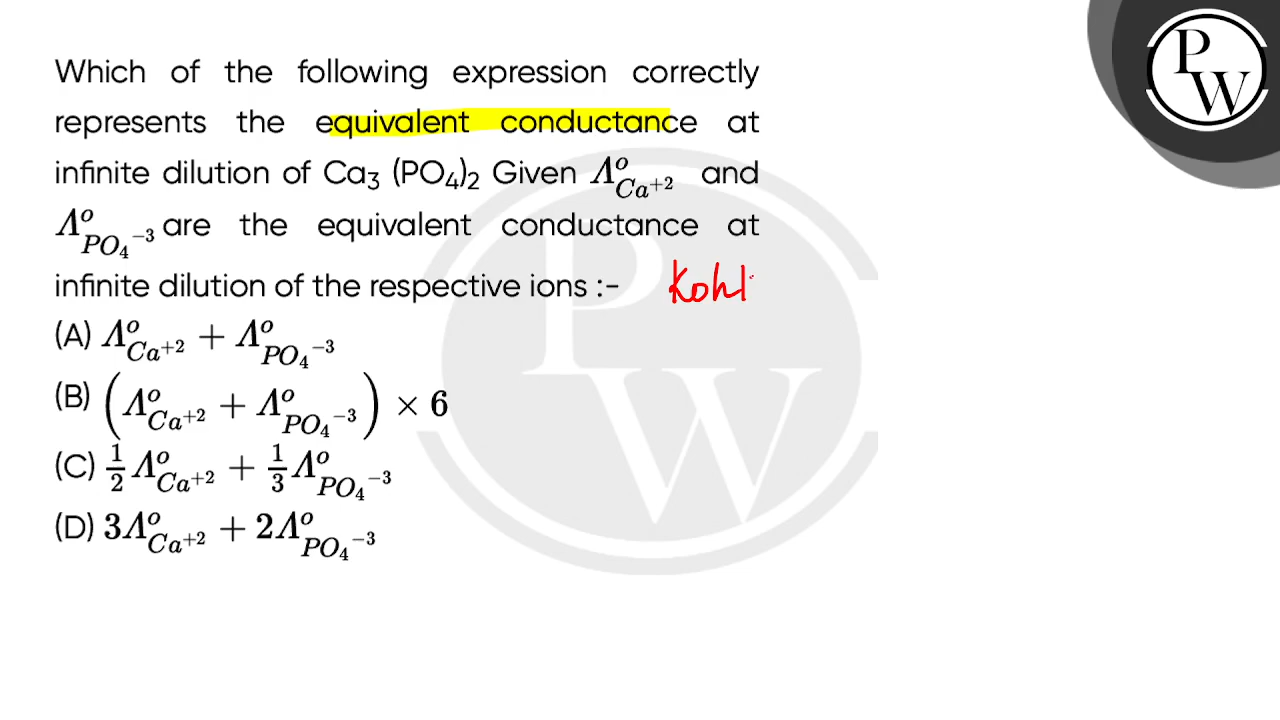 P
W
Which of the following expression correctly
represents the equivalent conductance at
infinite dilution of Ca₃ (PO₄)₂ Given Λ°Ca⁺² and
Λ°PO₄⁻³ are the equivalent conductance at
infinite dilution of the respective ions :- Kohl
(A) Λ°Ca⁺² + Λ°PO₄⁻³
(B) (Λ°Ca⁺² + Λ°PO₄⁻³) × 6
(C) 1/2 Λ°Ca⁺² + 1/3 Λ°PO₄⁻³
(D) 3Λ°Ca⁺² + 2Λ°PO₄⁻³